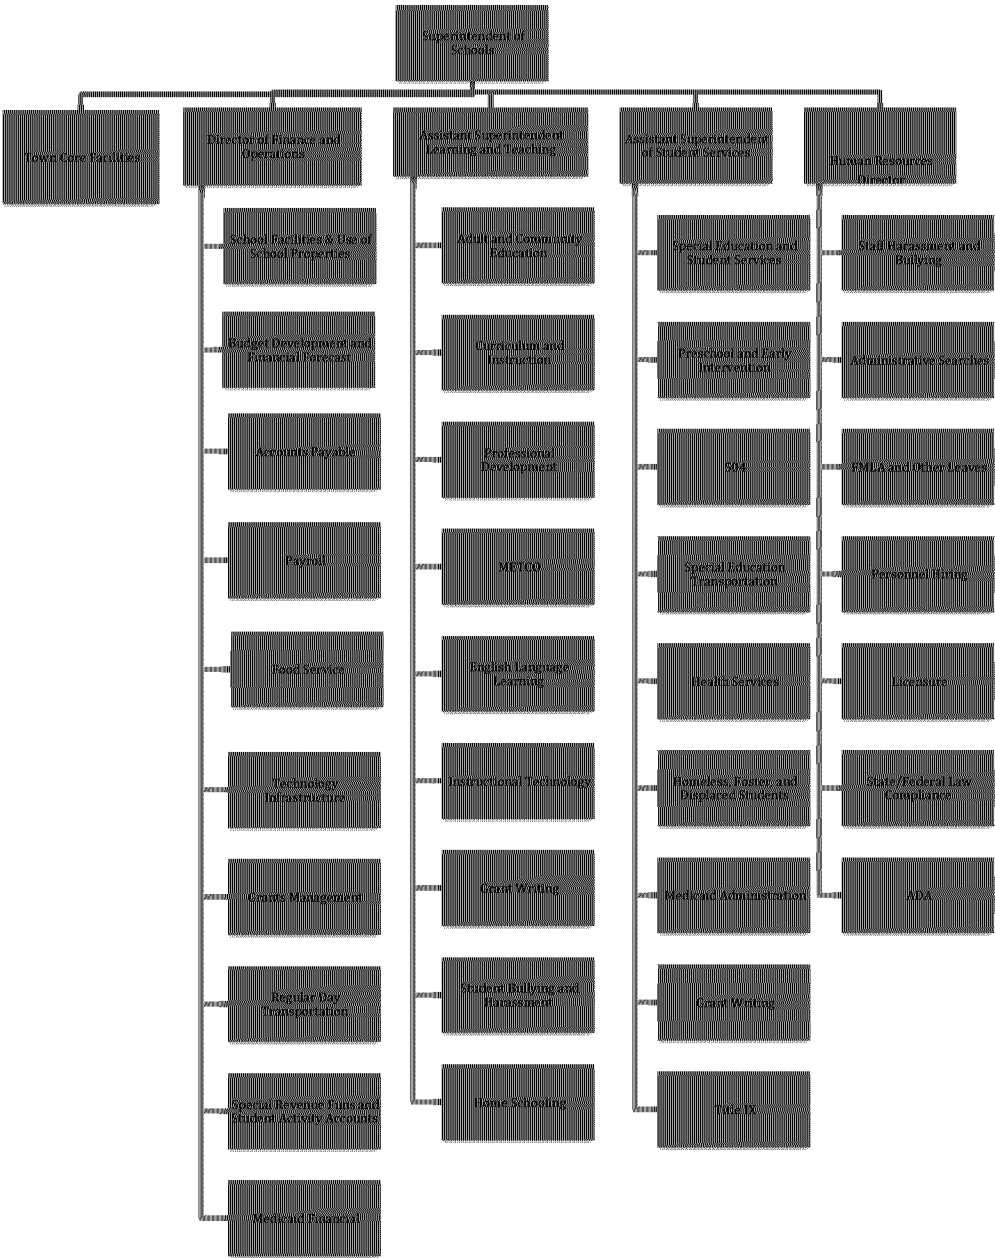 Superintendent of
Schools
Town Core Facilities
Director of Finance and
Operations
Assistant Superintendent
Learning and Teaching
Assistant Superintendent
of Student Services
Human Resources
Director
School Facilities & Use of
School Properties
Budget Development and
Financial Forecast
Accounts Payable
Payroll
Food Service
Technology
Infrastructure
Grants Management
Regular Day
Transportation
Special Revenue Funs and
Student Activity Accounts
Medicaid Financial
Adult and Community
Education
Curriculum and
Instruction
Professional
Development
METCO
English Language
Learning
Instructional Technology
Grant Writing
Student Bullying and
Harassment
Home Schooling
Special Education and
Student Services
Preschool and Early
Intervention
504
Special Education
Transportation
Health Services
Homeless, Foster, and
Displaced Students
Medicaid Administration
Grant Writing
Title IX
Staff Harassment and
Bullying
Administrative Searches
FMLA and Other Leaves
Personnel Hiring
Licensure
State/Federal Law
Compliance
ADA